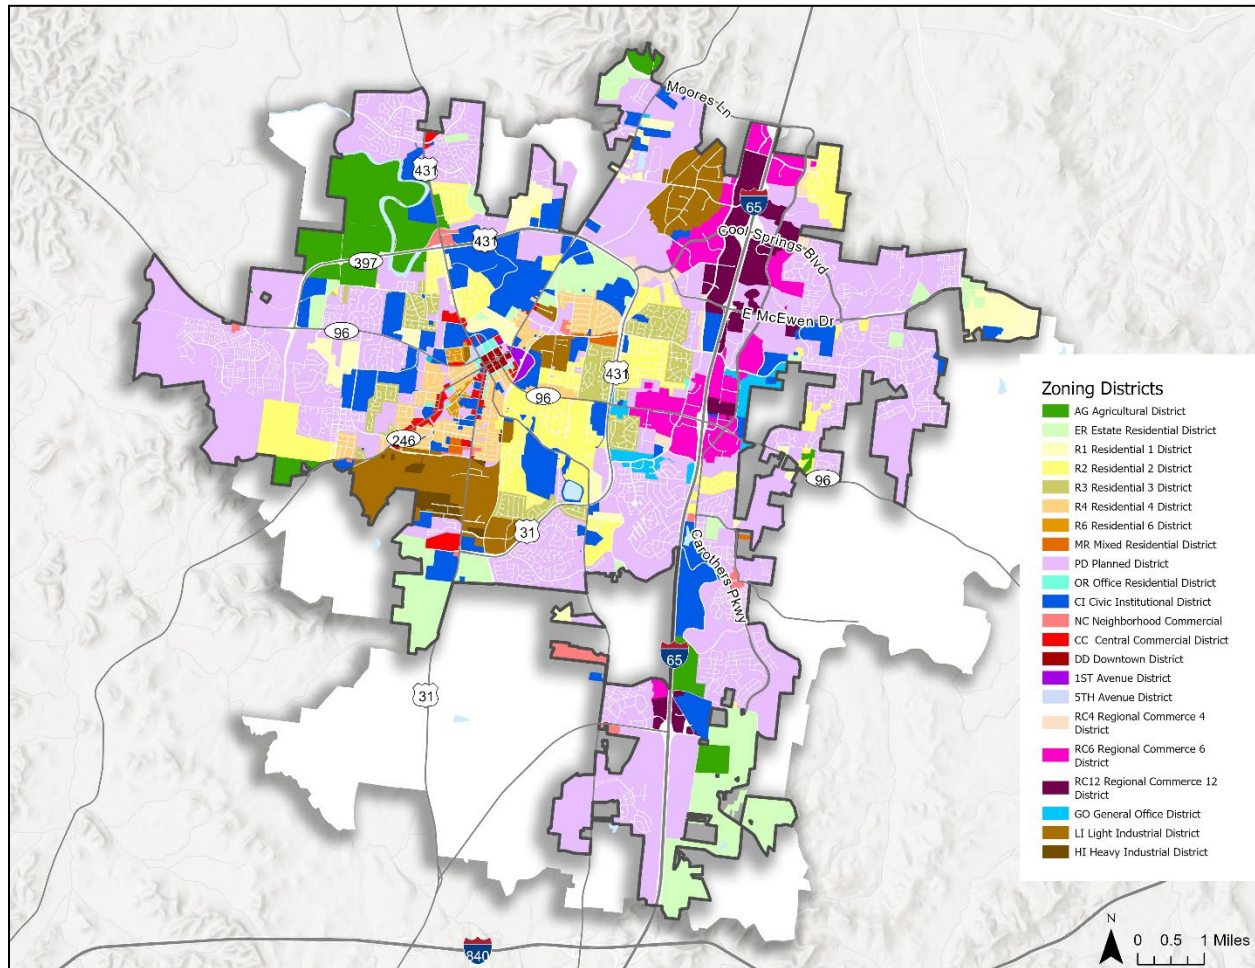 Moores Ln
431
65
Cool Springs Blvd
431
397
E McEwen Dr
96
431
96
246
96
31
Carothers Pkwy
65
31
840
Zoning Districts
AG Agricultural District
ER Estate Residential District
R1 Residential 1 District
R2 Residential 2 District
R3 Residential 3 District
R4 Residential 4 District
R6 Residential 6 District
MR Mixed Residential District
PD Planned District
OR Office Residential District
CI Civic Institutional District
NC Neighborhood Commercial
CC Central Commercial District
DD Downtown District
1ST Avenue District
5TH Avenue District
RC4 Regional Commerce 4
District
RC6 Regional Commerce 6
District
RC12 Regional Commerce 12
District
GO General Office District
LI Light Industrial District
HI Heavy Industrial District
N
0 0.5 1 Miles